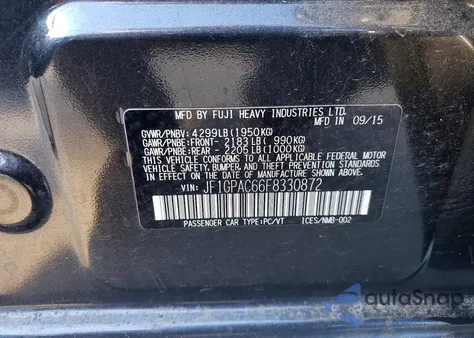 MFD BY FUJI HEAVY INDUSTRIES LTD.
MFD IN 09/15
GVWR/PNBV: 4299LB(1950KG)
GAWR/PNBE:FRONT- 2183LB( 990KG)
GAWR/PNBE:REAR - 2205LB(1000KG)
THIS VEHICLE CONFORMS TO ALL APPLICABLE FEDERAL MOTOR
VEHICLE SAFETY, BUMPER, AND THEFT PREVENTION STANDARDS
IN EFFECT ON THE DATE OF MANUFACTURE SHOWN ABOVE.
VIN: JF1GPAC66F8330872
PASSENGER CAR TYPE:PC/VT ICES/NMB-002
autoSnap